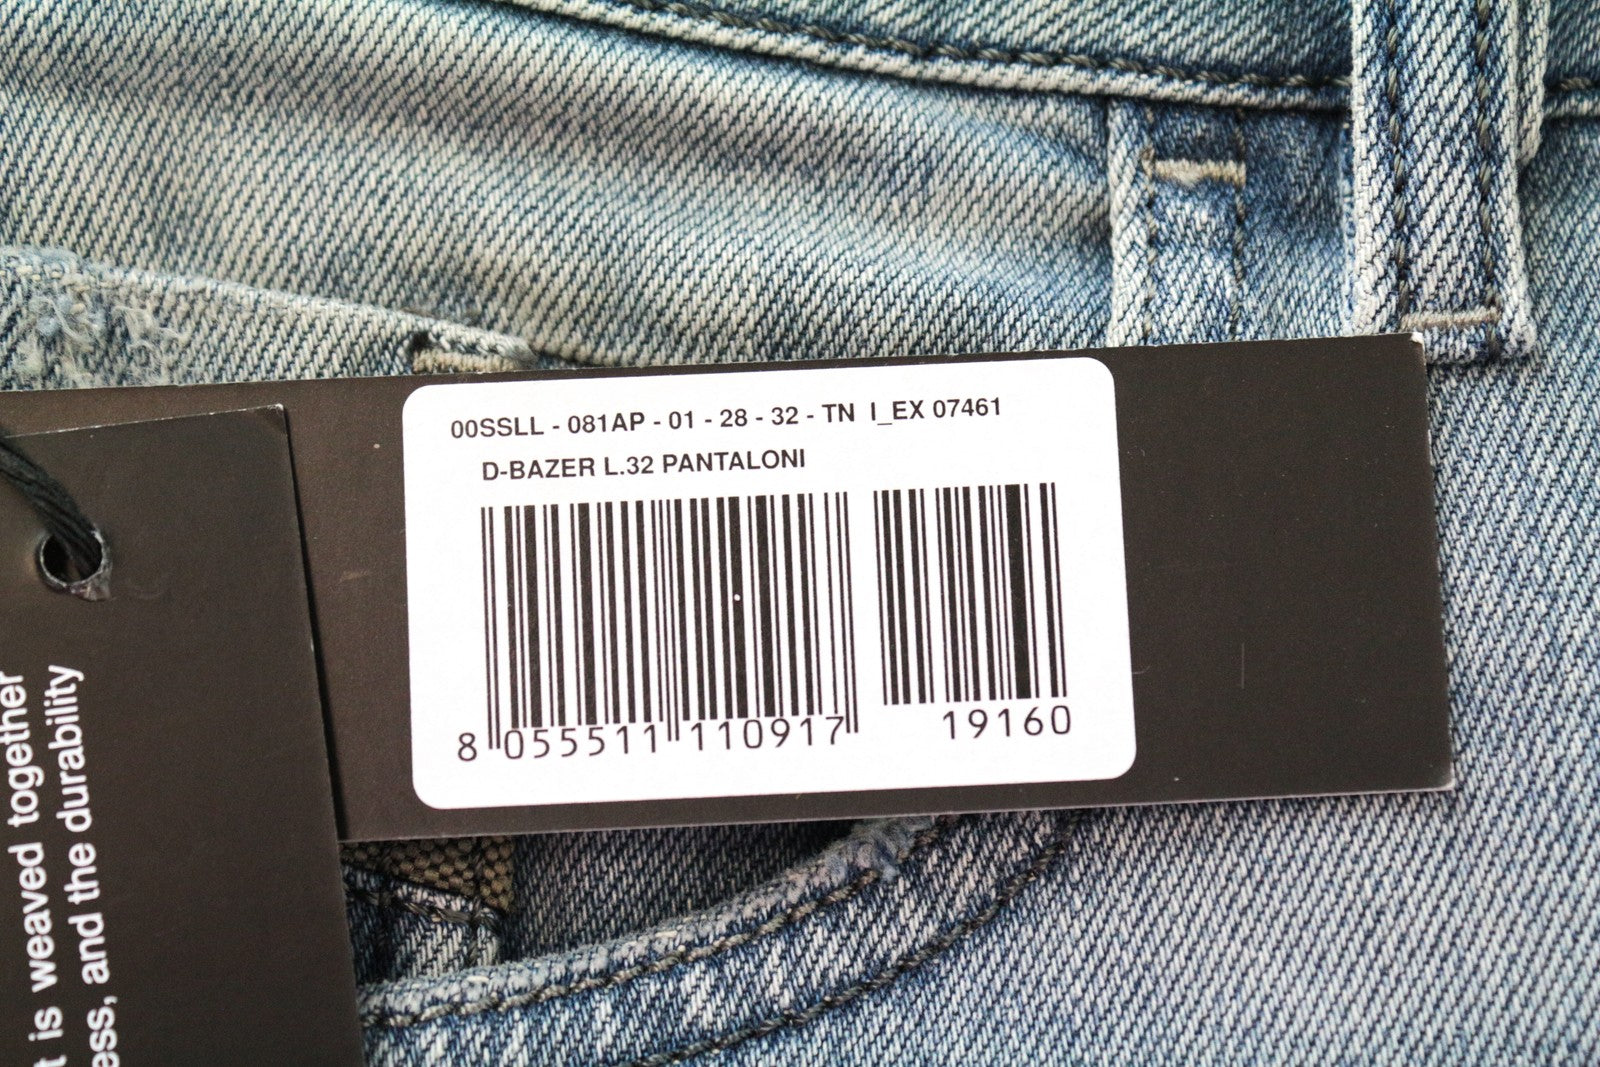 00SSLL - 081AP - 01 - 28 - 32 - TN I_EX 07461
D-BAZER L.32 PANTALONI
8 055511 110917 19160
is weaved together
and the durability